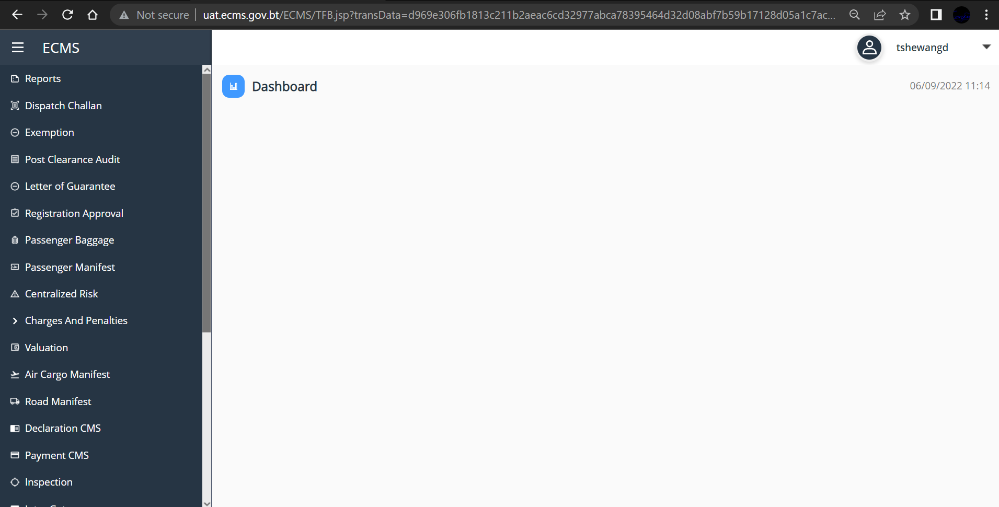 Not secure
uat.ecms.gov.bt/ECMS/TFB.jsp?transData=d969e306fb1813c211b2aeac6cd32977abca78395464d32d08abf7b59b17128d05a1c7ac...
ECMS
tshewangd
Dashboard
06/09/2022 11:14
Reports
Dispatch Challan
Exemption
Post Clearance Audit
Letter of Guarantee
Registration Approval
Passenger Baggage
Passenger Manifest
Centralized Risk
Charges And Penalties
Valuation
Air Cargo Manifest
Road Manifest
Declaration CMS
Payment CMS
Inspection